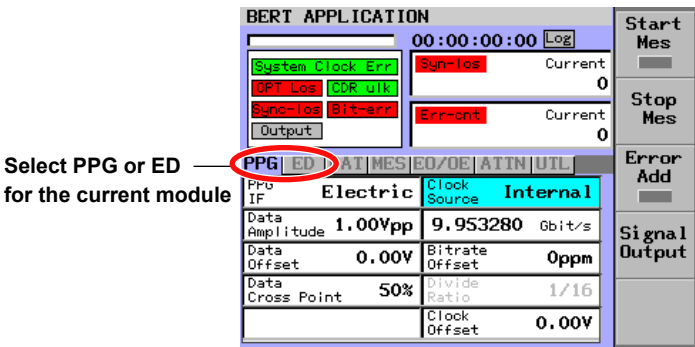 BERT APPLICATION
00:00:00:00 Log
System Clock Err
OPT Los CDR ulk
Sync-los Bit-err
Output
Syn-los Current
0
Err-cnt Current
0
Select PPG or ED
for the current module
PPG ED PAT MES EO/OE ATTN UTL
PPG
IF Electric
Clock
Source Internal
Data
Amplitude 1.00Vpp
9.953280 Gbit/s
Data
Offset 0.00V
Bitrate
Offset 0ppm
Data
Cross Point 50%
Divide
Ratio 1/16
Clock
Offset 0.00V
Start
Mes
Stop
Mes
Error
Add
Signal
Output